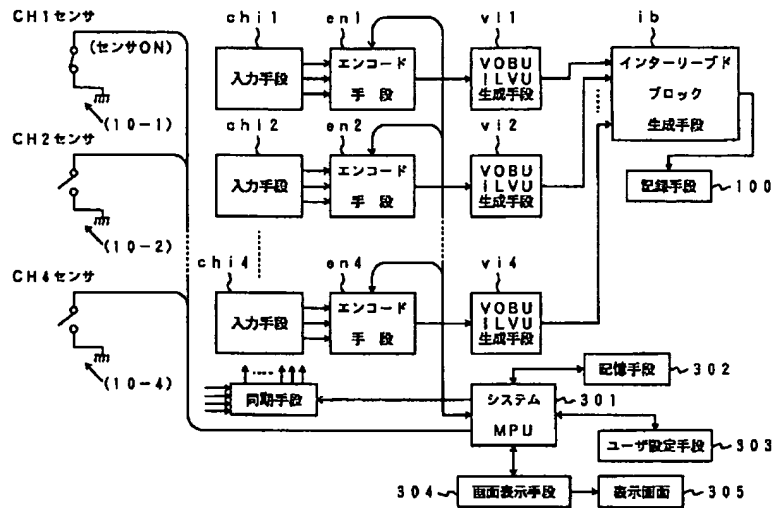 CH1センサ
(センサON)
(10-1)
CH2センサ
(10-2)
CH4センサ
(10-4)
chi1
en1
vi1
ib
入力手段
エンコード
手段
VOBU
ILVU
生成手段
インターリーブド
ブロック
生成手段
chi2
en2
vi2
入力手段
エンコード
手段
VOBU
ILVU
生成手段
記録手段
100
chi4
en4
vi4
入力手段
エンコード
手段
VOBU
ILVU
生成手段
同期手段
システム
MPU
301
記憶手段
302
ユーザ設定手段
303
304
画面表示手段
表示画面
305